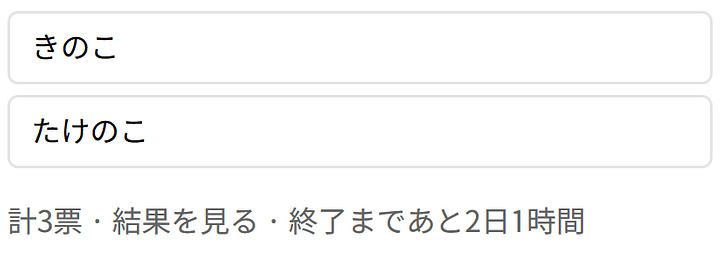 きのこ
たけのこ
計3票 · 結果を見る · 終了まであと2日1時間